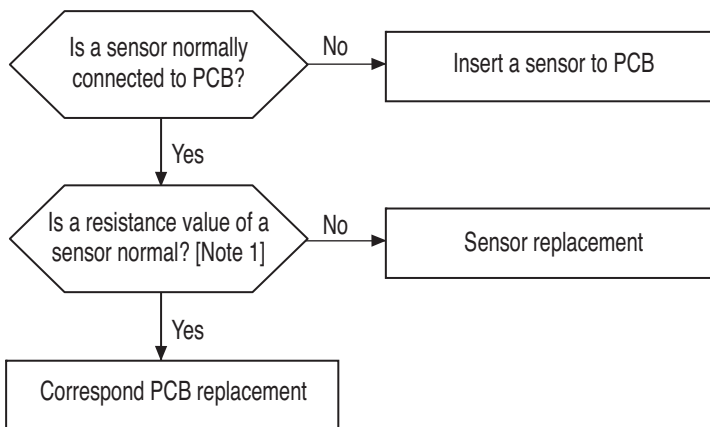 Is a sensor normally
connected to PCB?
No
Insert a sensor to PCB
Yes
Is a resistance value of a
sensor normal? [Note 1]
No
Sensor replacement
Yes
Correspond PCB replacement